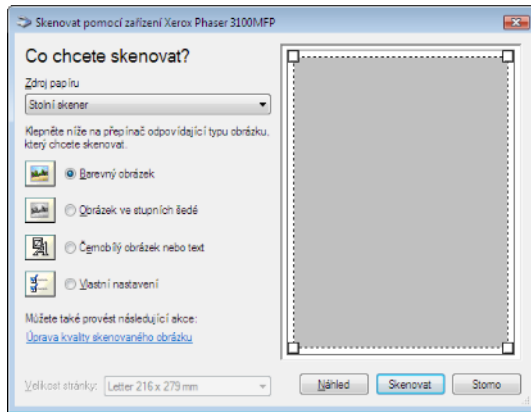 Skenovat pomocí zařízení Xerox Phaser 3100MFP
Co chcete skenovat?
Zdroj papíru
Stolní skener
Klepněte níže na přepínač odpovídající typu obrázku,
který chcete skenovat.
Barevný obrázek
Obrázek ve stupních šedé
Černobílý obrázek nebo text
Vlastní nastavení
Můžete také provést následující akce:
Úprava kvality skenovaného obrázku
Velikost stránky: Letter 216 x 279 mm
Náhled Skenovat Storno